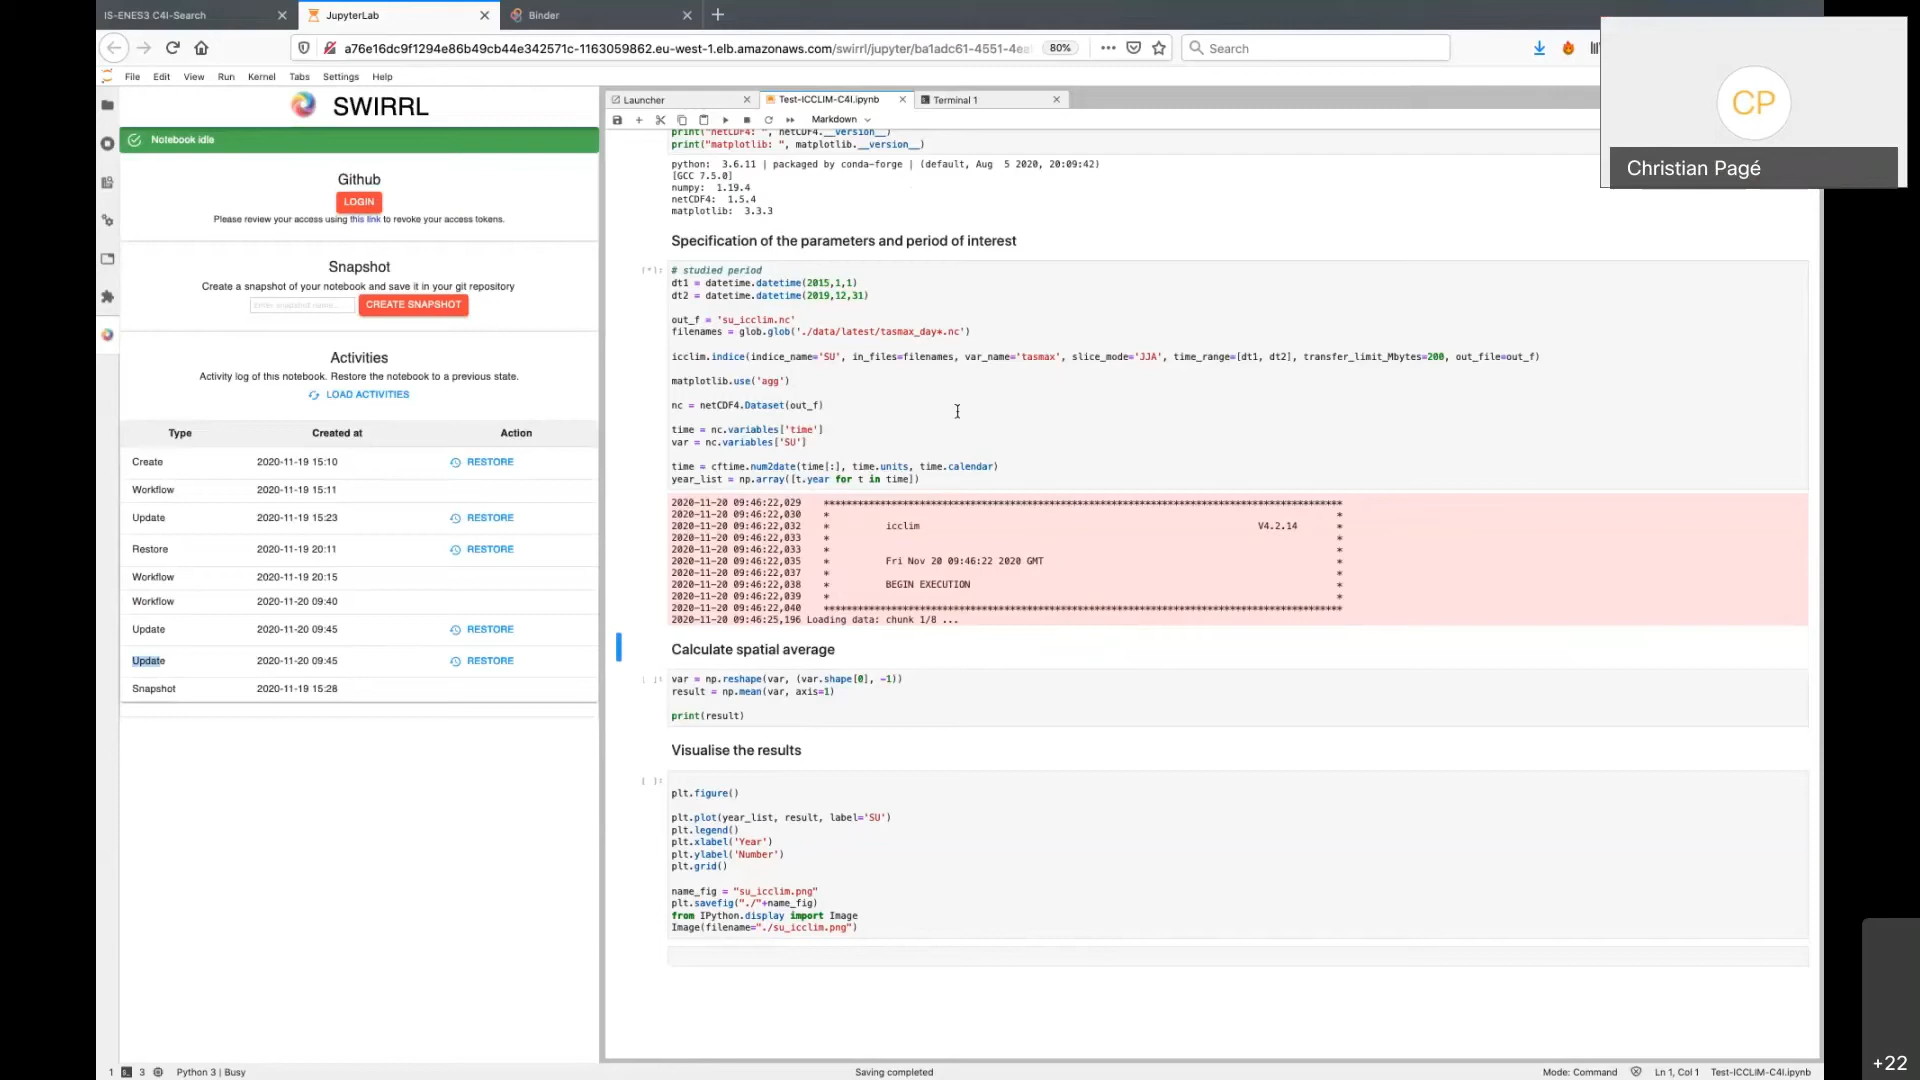 IS-ENES3 C4I-Search
JupyterLab
Binder
a76e16dc9f1294e86b49cb44e342571c-1163059862.eu-west-1.elb.amazonaws.com/swirrl/jupyter/ba1adc61-4551-4ea
80%
Search
File Edit View Run Kernel Tabs Settings Help
SWIRRL
Notebook idle
Github
LOGIN
Please review your access using this link to revoke your access tokens.
Snapshot
Create a snapshot of your notebook and save it in your git repository
Enter snapshot name...
CREATE SNAPSHOT
Activities
Activity log of this notebook. Restore the notebook to a previous state.
LOAD ACTIVITIES
Type Created at Action
Create 2020-11-19 15:10 RESTORE
Workflow 2020-11-19 15:11
Update 2020-11-19 15:23 RESTORE
Restore 2020-11-19 20:11 RESTORE
Workflow 2020-11-19 20:15
Workflow 2020-11-20 09:40
Update 2020-11-20 09:45 RESTORE
Update 2020-11-20 09:45 RESTORE
Snapshot 2020-11-19 15:28
Launcher
Test-ICCLIM-C4I.ipynb
Terminal 1
Markdown
print("netCDF4: ", netCDF4.__version__)
print("matplotlib: ", matplotlib.__version__)
python:  3.6.11 | packaged by conda-forge | (default, Aug  5 2020, 20:09:42)
[GCC 7.5.0]
numpy:  1.19.4
netCDF4:  1.5.4
matplotlib:  3.3.3
Specification of the parameters and period of interest
[*]:
# studied period
dt1 = datetime.datetime(2015,1,1)
dt2 = datetime.datetime(2019,12,31)
out_f = 'su_icclim.nc'
filenames = glob.glob('./data/latest/tasmax_day*.nc')
icclim.indice(indice_name='SU', in_files=filenames, var_name='tasmax', slice_mode='JJA', time_range=[dt1, dt2], transfer_limit_Mbytes=200, out_file=out_f)
matplotlib.use('agg')
nc = netCDF4.Dataset(out_f)
time = nc.variables['time']
var = nc.variables['SU']
time = cftime.num2date(time[:], time.units, time.calendar)
year_list = np.array([t.year for t in time])
2020-11-20 09:46:22,029 ********************************************************************************************
2020-11-20 09:46:22,030 * *
2020-11-20 09:46:22,032 * icclim V4.2.14 *
2020-11-20 09:46:22,033 * *
2020-11-20 09:46:22,033 * *
2020-11-20 09:46:22,035 * Fri Nov 20 09:46:22 2020 GMT *
2020-11-20 09:46:22,037 * *
2020-11-20 09:46:22,038 * BEGIN EXECUTION *
2020-11-20 09:46:22,039 * *
2020-11-20 09:46:22,040 ********************************************************************************************
2020-11-20 09:46:25,196 Loading data: chunk 1/8 ...
Calculate spatial average
[ ]:
var = np.reshape(var, (var.shape[0], -1))
result = np.mean(var, axis=1)
print(result)
Visualise the results
[ ]:
plt.figure()
plt.plot(year_list, result, label='SU')
plt.legend()
plt.xlabel('Year')
plt.ylabel('Number')
plt.grid()
name_fig = "su_icclim.png"
plt.savefig("./"+name_fig)
from IPython.display import Image
Image(filename="./su_icclim.png")
1 3 Python 3 | Busy
Saving completed
Mode: Command Ln 1, Col 1 Test-ICCLIM-C4I.ipynb
CP
Christian Pagé
+22